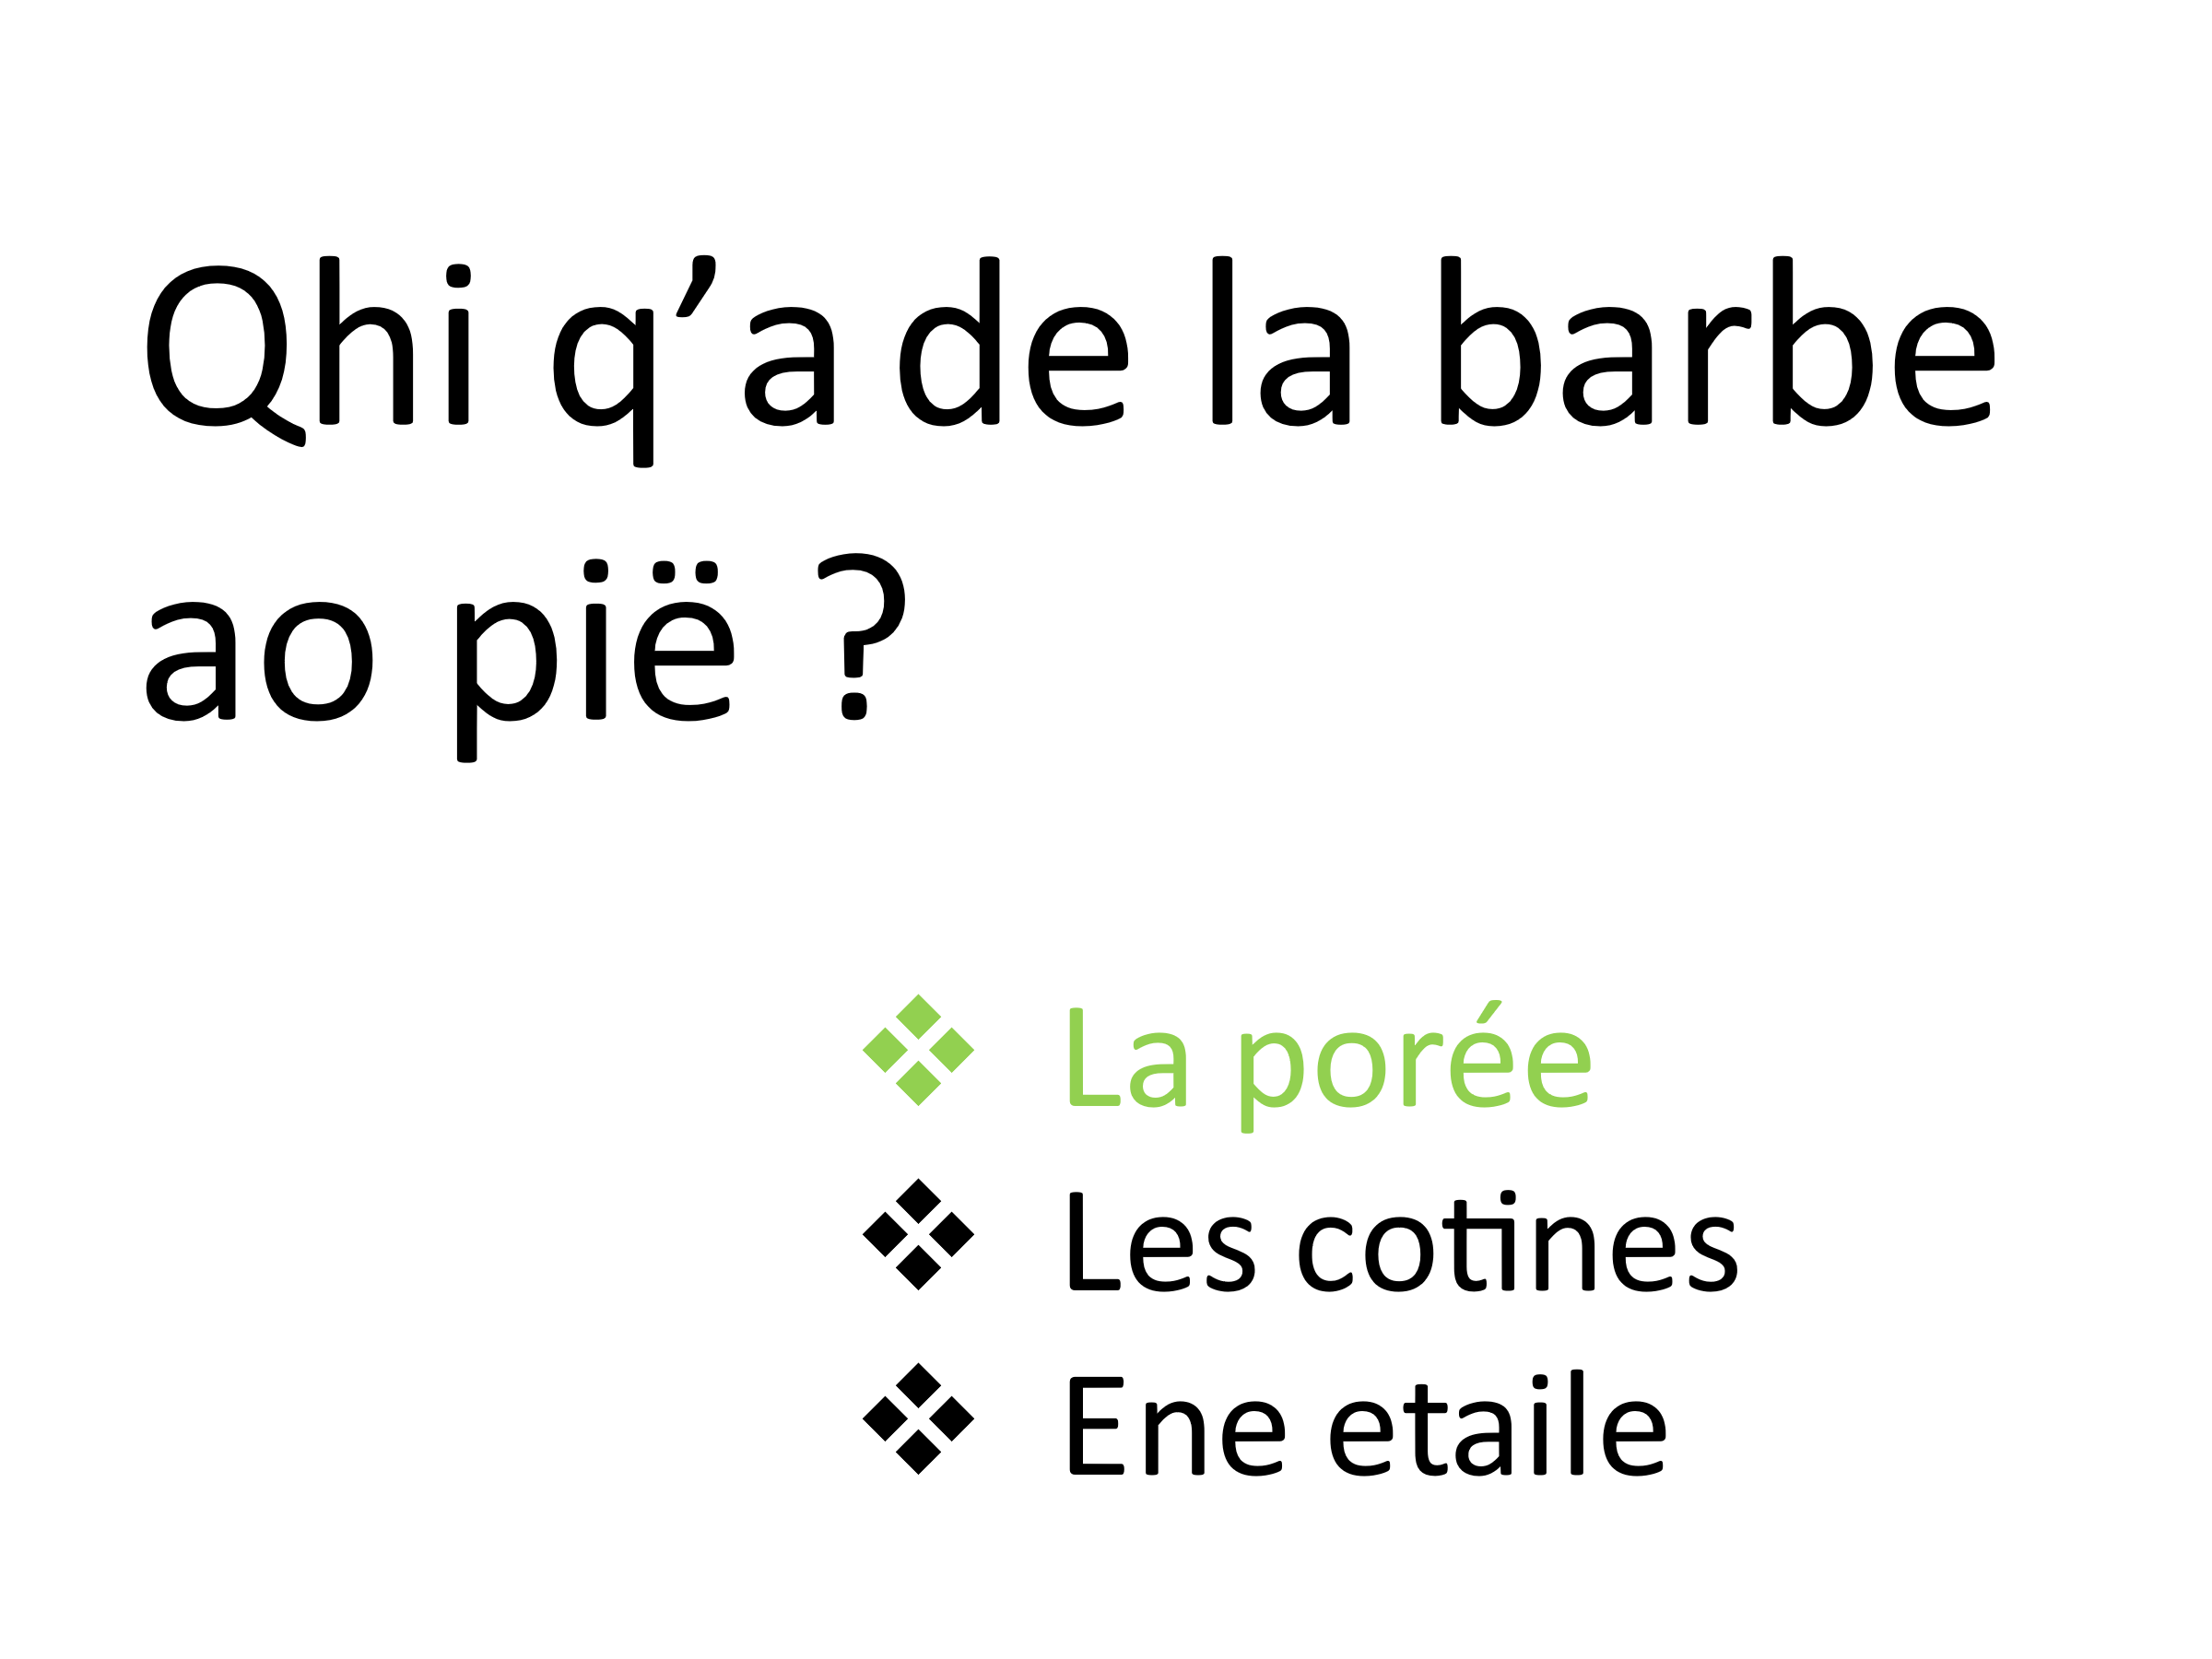 Qhi q’a de la barbe
ao pië ?
❖ La porée
❖ Les cotines
❖ Ene etaile